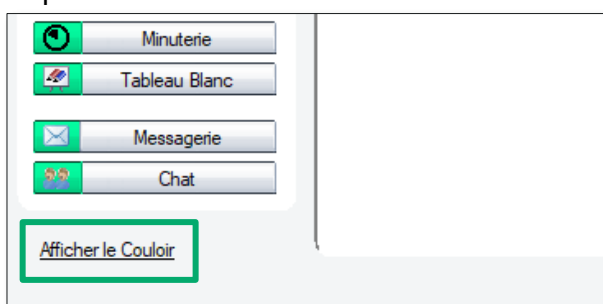 Minuterie
Tableau Blanc
Messagerie
Chat
Afficher le Couloir